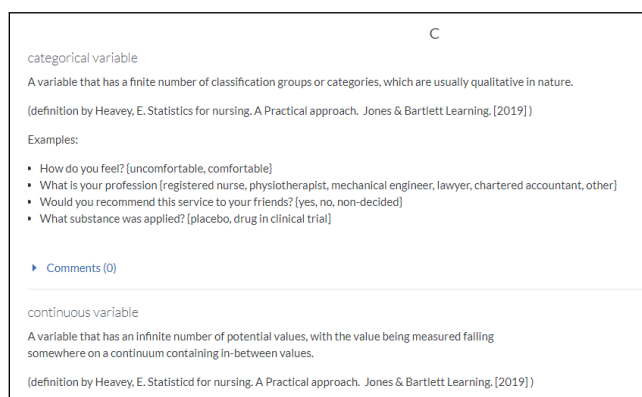 C
categorical variable
A variable that has a finite number of classification groups or categories, which are usually qualitative in nature.
(definition by Heavey, E. Statistics for nursing. A Practical approach. Jones & Bartlett Learning. [2019] )
Examples:
• How do you feel? {uncomfortable, comfortable}
• What is your profession {registered nurse, physiotherapist, mechanical engineer, lawyer, chartered accountant, other}
• Would you recommend this service to your friends? {yes, no, non-decided}
• What substance was applied? [placebo, drug in clinical trial]
Comments (0)
continuous variable
A variable that has an infinite number of potential values, with the value being measured falling
somewhere on a continuum containing in-between values.
(definition by Heavey, E. Statisticd for nursing. A Practical approach. Jones & Bartlett Learning. [2019] )